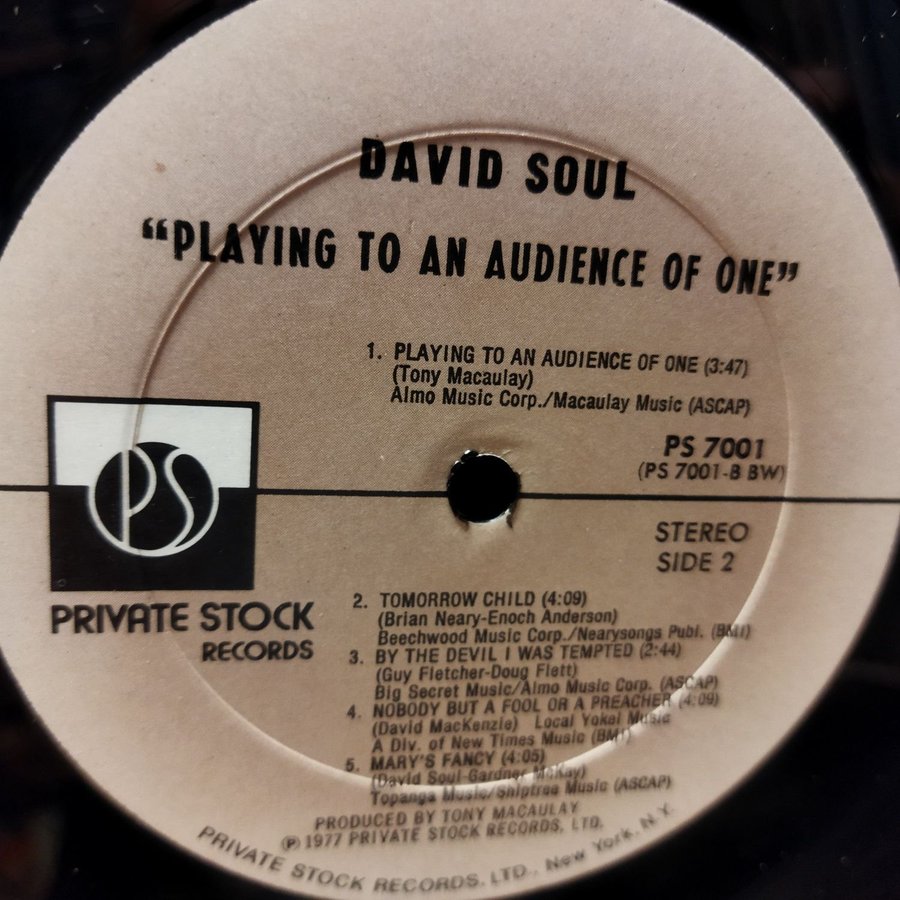 DAVID SOUL
“PLAYING TO AN AUDIENCE OF ONE”
1. PLAYING TO AN AUDIENCE OF ONE (3:47)
(Tony Macaulay)
Almo Music Corp./Macaulay Music (ASCAP)
PS 7001
(PS 7001-B BW)
PS
STEREO
SIDE 2
PRIVATE STOCK
RECORDS
2. TOMORROW CHILD (4:09)
(Brian Neary-Enoch Anderson)
Beechwood Music Corp./Nearysongs Publ. (BMI)
3. BY THE DEVIL I WAS TEMPTED (2:44)
(Guy Fletcher-Doug Flett)
Big Secret Music/Almo Music Corp. (ASCAP)
4. NOBODY BUT A FOOL OR A PREACHER (4:09)
(David MacKenzie) Local Yokel Music
A Div. of New Times Music (BMI)
5. MARY'S FANCY (4:05)
(David Soul-Gardner McKay)
Topanga Music/Shiptree Music (ASCAP)
PRODUCED BY TONY MACAULAY
℗ 1977 PRIVATE STOCK RECORDS, LTD.
PRIVATE STOCK RECORDS, LTD., New York, N.Y.